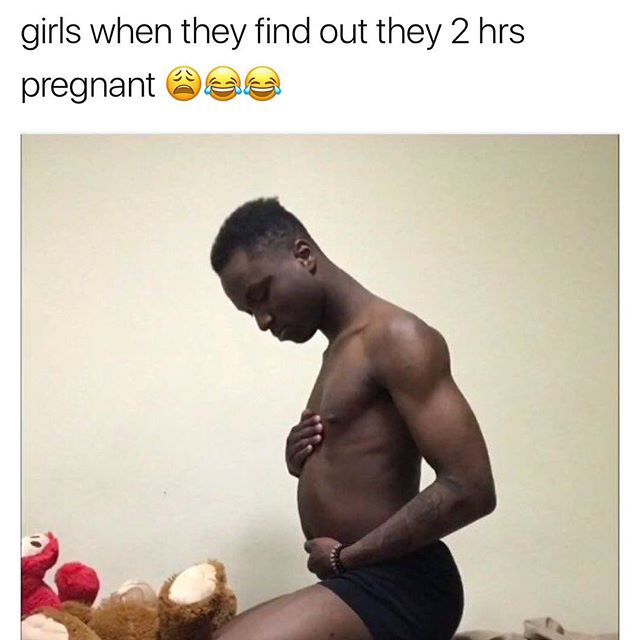 girls when they find out they 2 hrs
pregnant 😩😂😂